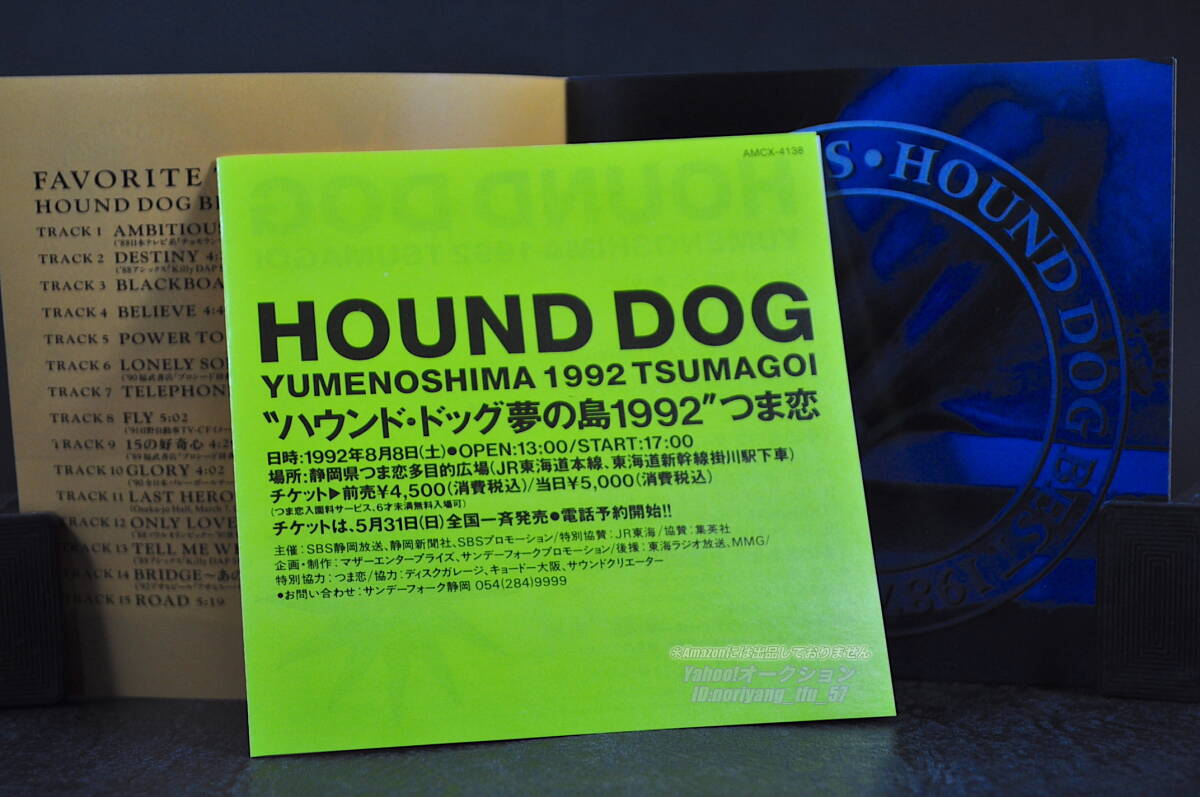 FAVORITE
HOUND DOG
TRACK 1 AMBITIOUS
TRACK 2 DESTINY
TRACK 3 BLACKBOA
TRACK 4 BELIEVE 4:4
TRACK 5 POWER TO
TRACK 6 LONELY SO
TRACK 7 TELEPHON
TRACK 8 FLY 5:02
TRACK 9 15の好奇心 4:2
TRACK 10 GLORY 4:02
TRACK 11 LAST HERO
(Osaka-jo Hall, March 7,
TRACK 12 ONLY LOVE
TRACK 13 TELL ME W
TRACK 14 BRIDGE〜あの
TRACK 15 ROAD 5:19
S・HOUND DOG BEST
1987
AMCX-4138
HOUND DOG
YUMENOSHIMA 1992 TSUMAGOI
"ハウンド・ドッグ夢の島1992"つま恋
日時:1992年8月8日(土)●OPEN:13:00/START:17:00
場所:静岡県つま恋多目的広場(JR東海道本線、東海道新幹線掛川駅下車)
チケット▶前売¥4,500(消費税込)/当日¥5,000(消費税込)
(つま恋入園料サービス、6才未満無料入場可)
チケットは、5月31日(日)全国一斉発売●電話予約開始!!
主催:SBS静岡放送、静岡新聞社、SBSプロモーション/特別協賛:JR東海/協賛:集英社
企画・制作:マザーエンタープライズ、サンデーフォークプロモーション/後援:東海ラジオ放送、MMG/
特別協力:つま恋/協力:ディスクガレージ、キョードー大阪、サウンドクリエーター
●お問い合わせ:サンデーフォーク静岡 054(284)9999
※Amazonには出品しておりません
Yahoo!オークション
ID:noriyang_tfu_57